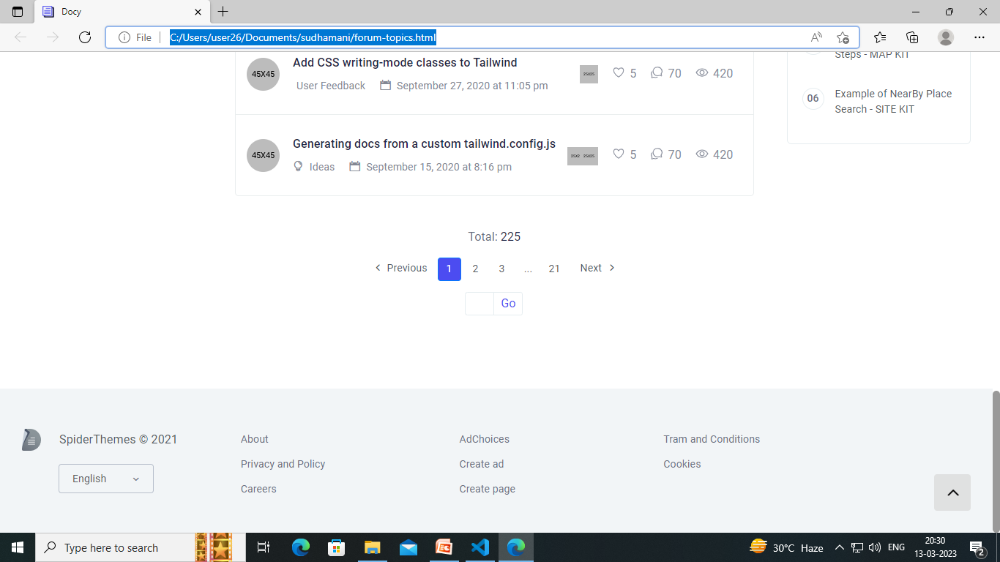 Docy
File
C:/Users/user26/Documents/sudhamani/forum-topics.html
45X45
Add CSS writing-mode classes to Tailwind
User Feedback
September 27, 2020 at 11:05 pm
25X25
5
70
420
Steps - MAP KIT
06
Example of NearBy Place
Search - SITE KIT
45X45
Generating docs from a custom tailwind.config.js
Ideas
September 15, 2020 at 8:16 pm
25X2 25X25
5
70
420
Total: 225
Previous 1 2 3 ... 21 Next
Go
SpiderThemes © 2021
English
About
Privacy and Policy
Careers
AdChoices
Create ad
Create page
Tram and Conditions
Cookies
Type here to search
30°C Haze
ENG
20:30
13-03-2023
2